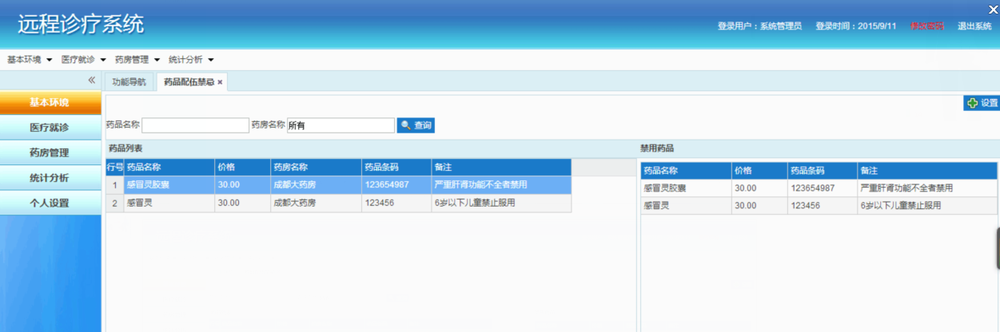 远程诊疗系统
登录用户：系统管理员 登录时间：2015/9/11 修改密码 退出系统
基本环境 医疗就诊 药房管理 统计分析
功能导航 药品配伍禁忌
基本环境
医疗就诊
药房管理
统计分析
个人设置
设置
药品名称 药房名称 所有 查询
药品列表
行号 药品名称 价格 药房名称 药品条码 备注
1 感冒灵胶囊 30.00 成都大药房 123654987 严重肝肾功能不全者禁用
2 感冒灵 30.00 成都大药房 123456 6岁以下儿童禁止服用
禁用药品
药品名称 价格 药品条码 备注
感冒灵胶囊 30.00 123654987 严重肝肾功能不全者禁用
感冒灵 30.00 123456 6岁以下儿童禁止服用